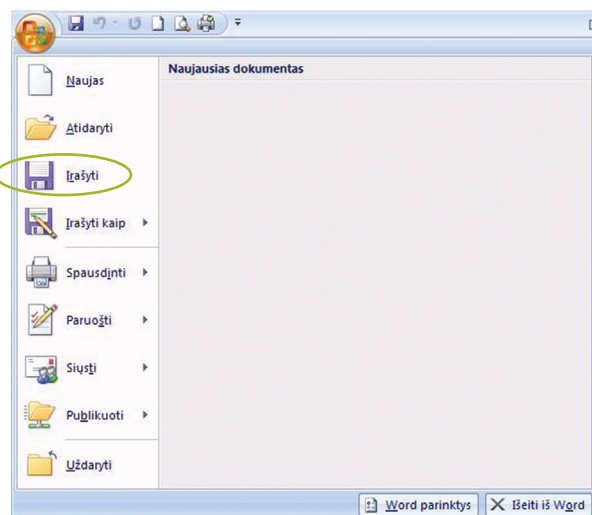 Naujas
Naujausias dokumentas
Atidaryti
Įrašyti
Įrašyti kaip
Spausdinti
Paruošti
Siųsti
Publikuoti
Uždaryti
Word parinktys
Išeiti iš Word